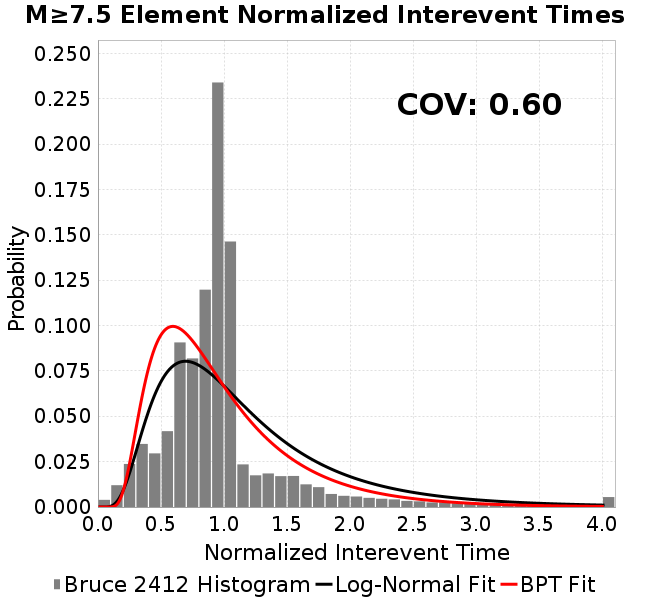 M≥7.5 Element Normalized Interevent Times
COV: 0.60
Probability
0.250
0.225
0.200
0.175
0.150
0.125
0.100
0.075
0.050
0.025
0.000
0.0 0.5 1.0 1.5 2.0 2.5 3.0 3.5 4.0
Normalized Interevent Time
Bruce 2412 Histogram Log-Normal Fit BPT Fit